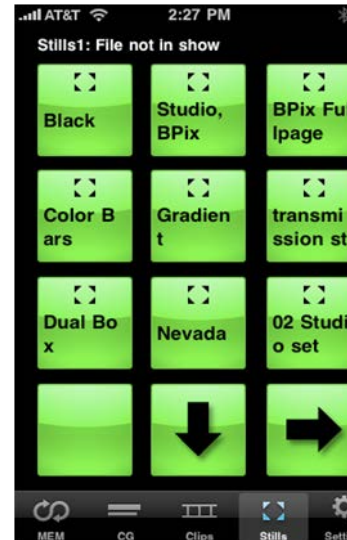 AT&T 2:27 PM
Stills1: File not in show
Black
Studio,
BPix
BPix Fu
lpage
Color B
ars
Gradien
t
transmi
ssion st
Dual Bo
x
Nevada
02 Studi
o set
MEM CG Clips Stills Setti